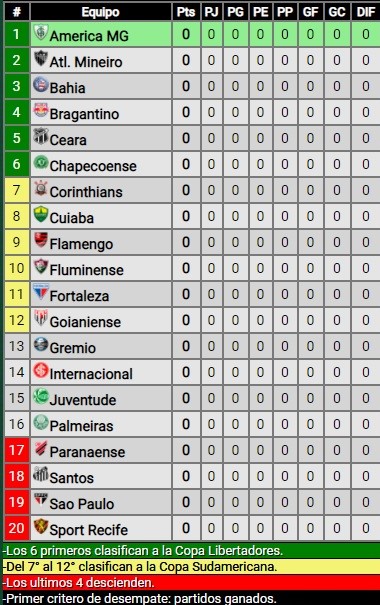 # Equipo Pts PJ PG PE PP GF GC DIF
1 America MG 0 0 0 0 0 0 0 0
2 Atl. Mineiro 0 0 0 0 0 0 0 0
3 Bahia 0 0 0 0 0 0 0 0
4 Bragantino 0 0 0 0 0 0 0 0
5 Ceara 0 0 0 0 0 0 0 0
6 Chapecoense 0 0 0 0 0 0 0 0
7 Corinthians 0 0 0 0 0 0 0 0
8 Cuiaba 0 0 0 0 0 0 0 0
9 Flamengo 0 0 0 0 0 0 0 0
10 Fluminense 0 0 0 0 0 0 0 0
11 Fortaleza 0 0 0 0 0 0 0 0
12 Goianiense 0 0 0 0 0 0 0 0
13 Gremio 0 0 0 0 0 0 0 0
14 Internacional 0 0 0 0 0 0 0 0
15 Juventude 0 0 0 0 0 0 0 0
16 Palmeiras 0 0 0 0 0 0 0 0
17 Paranaense 0 0 0 0 0 0 0 0
18 Santos 0 0 0 0 0 0 0 0
19 Sao Paulo 0 0 0 0 0 0 0 0
20 Sport Recife 0 0 0 0 0 0 0 0
-Los 6 primeros clasifican a la Copa Libertadores.
-Del 7° al 12° clasifican a la Copa Sudamericana.
-Los ultimos 4 descienden.
-Primer critero de desempate: partidos ganados.